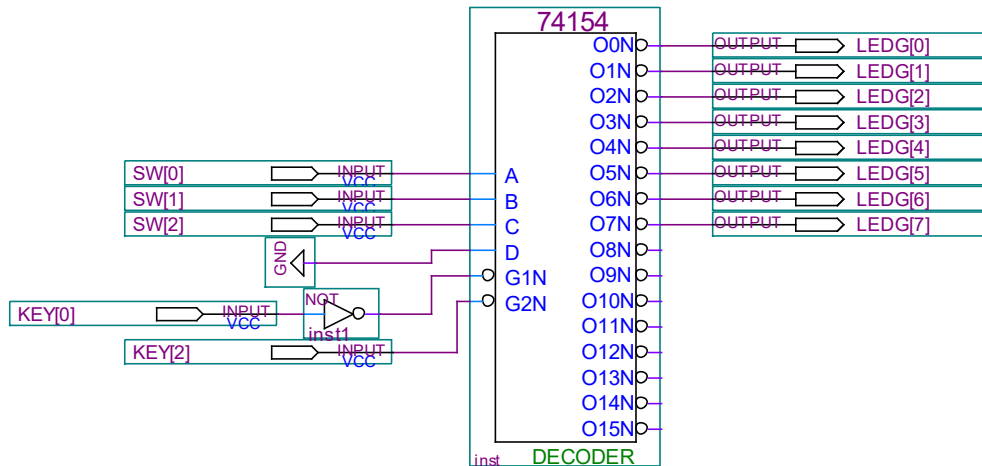 74154
O0N OUTPUT LEDG[0]
O1N OUTPUT LEDG[1]
O2N OUTPUT LEDG[2]
O3N OUTPUT LEDG[3]
O4N OUTPUT LEDG[4]
SW[0] INPUT VCC A O5N OUTPUT LEDG[5]
SW[1] INPUT VCC B O6N OUTPUT LEDG[6]
SW[2] INPUT VCC C O7N OUTPUT LEDG[7]
GND D O8N
G1N O9N
NOT G2N O10N
KEY[0] INPUT VCC inst1 O11N
KEY[2] INPUT VCC O12N
O13N
O14N
O15N
inst DECODER